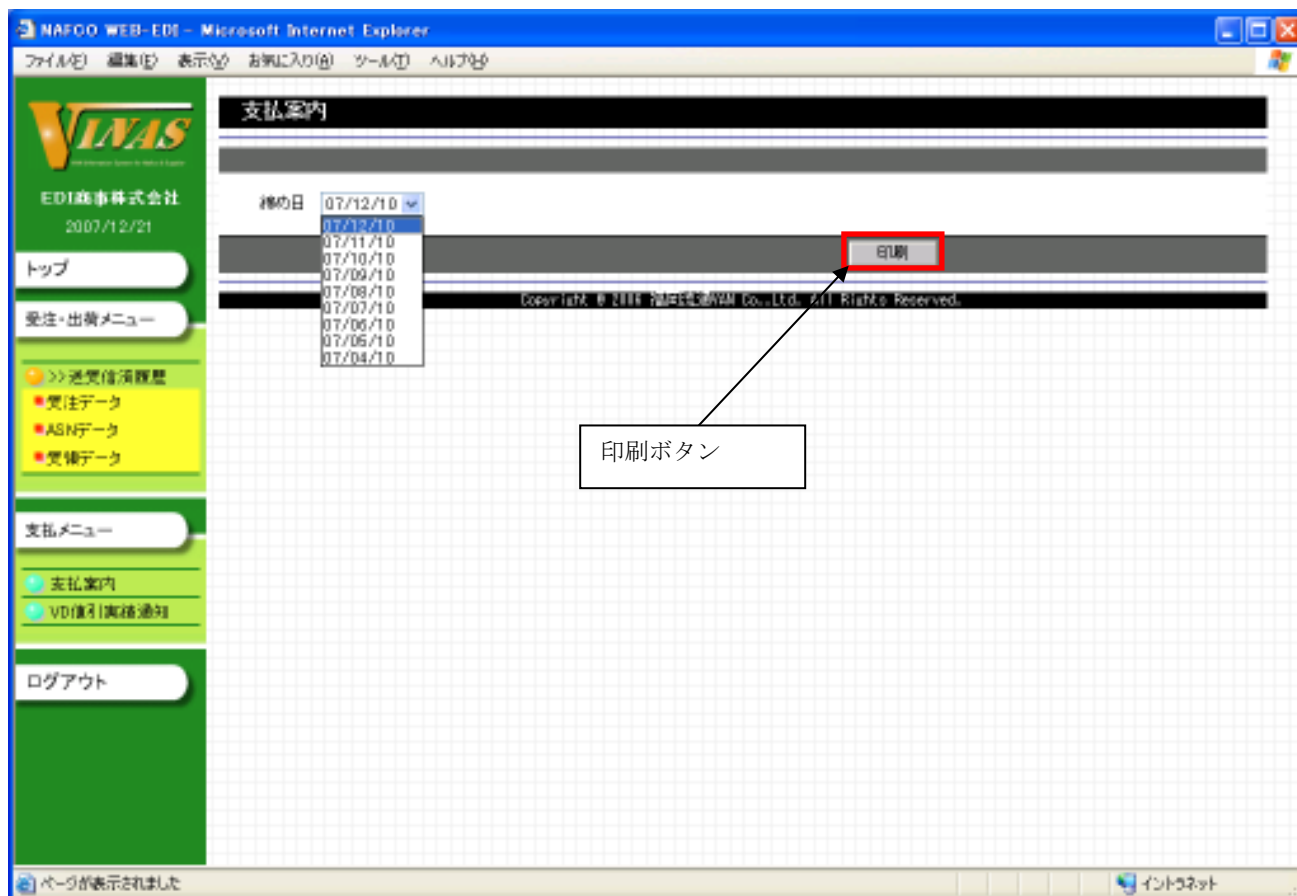 NAFCO WEB-EDI - Microsoft Internet Explorer
ファイル(F) 編集(E) 表示(V) お気に入り(A) ツール(T) ヘルプ(H)
VINAS
EDI商事株式会社
2007/12/21
トップ
受注・出荷メニュー
>>送受信済履歴
受注データ
ASNデータ
受領データ
支払メニュー
支払案内
VD値引実績通知
ログアウト
支払案内
締め日 07/12/10
07/12/10
07/11/10
07/10/10
07/09/10
07/08/10
07/07/10
07/06/10
07/05/10
07/04/10
印刷
Copyright © 2006 VAN Co.,Ltd. All Rights Reserved.
印刷ボタン
ページが表示されました
イントラネット